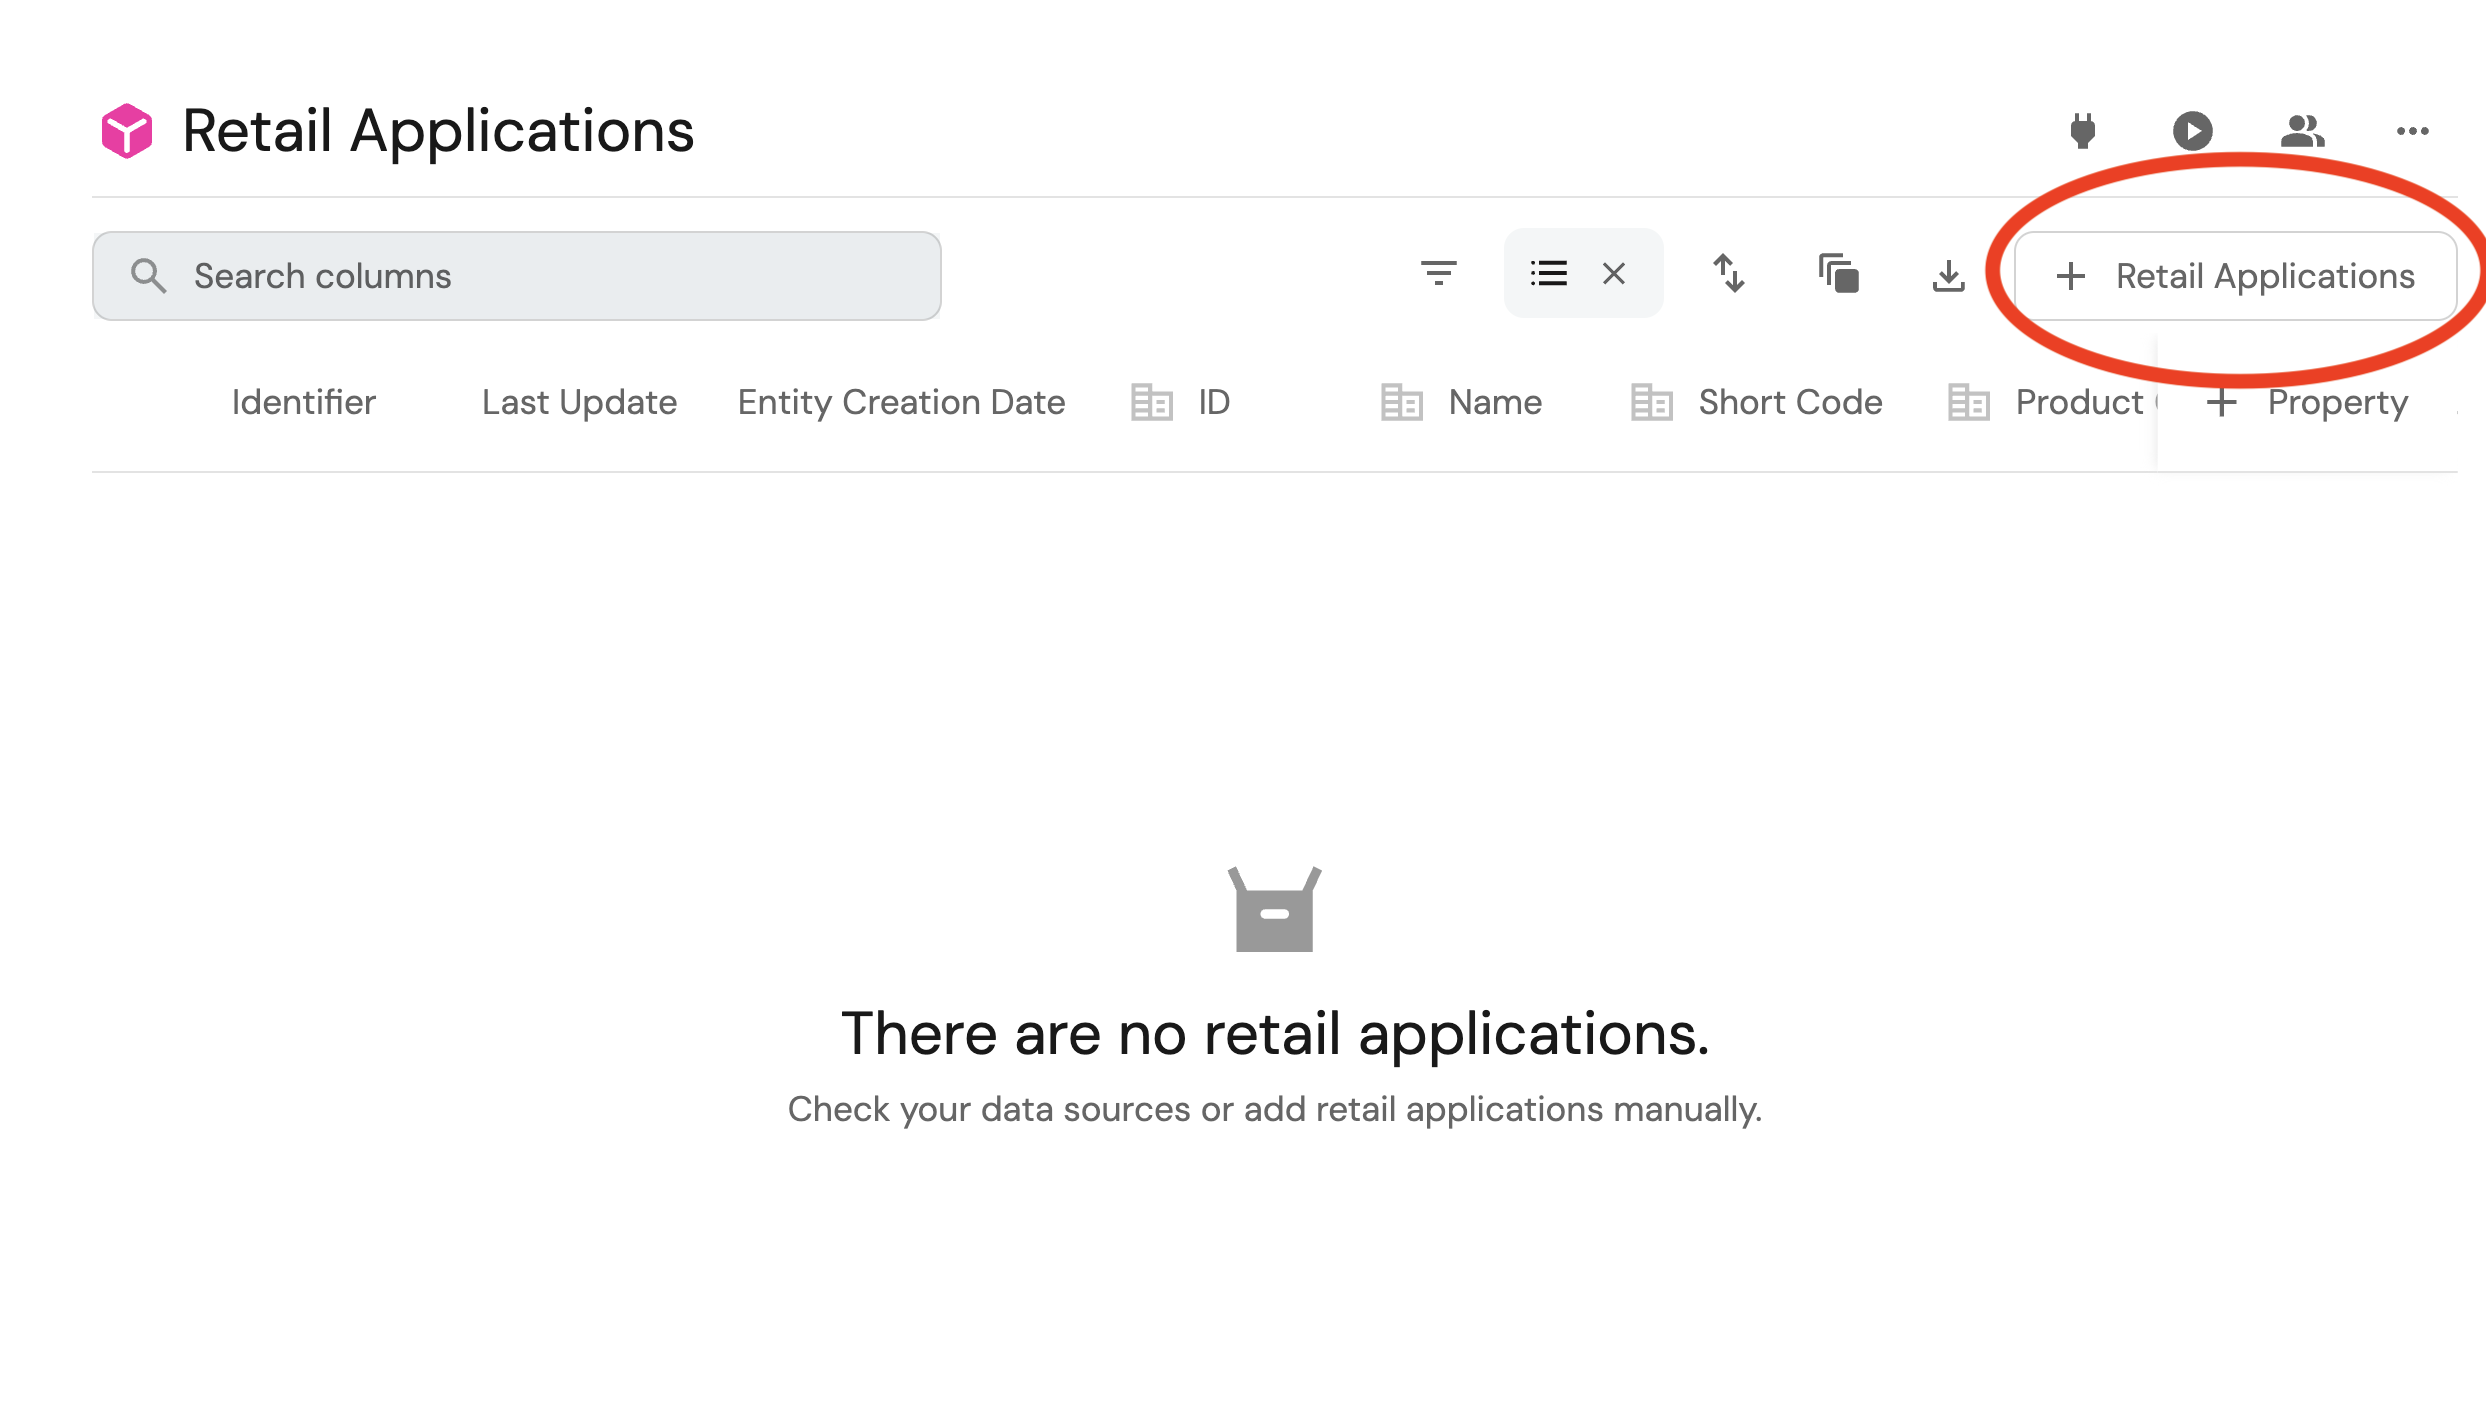 Retail Applications
Search columns
+ Retail Applications
Identifier Last Update Entity Creation Date ID Name Short Code Product + Property
There are no retail applications.
Check your data sources or add retail applications manually.